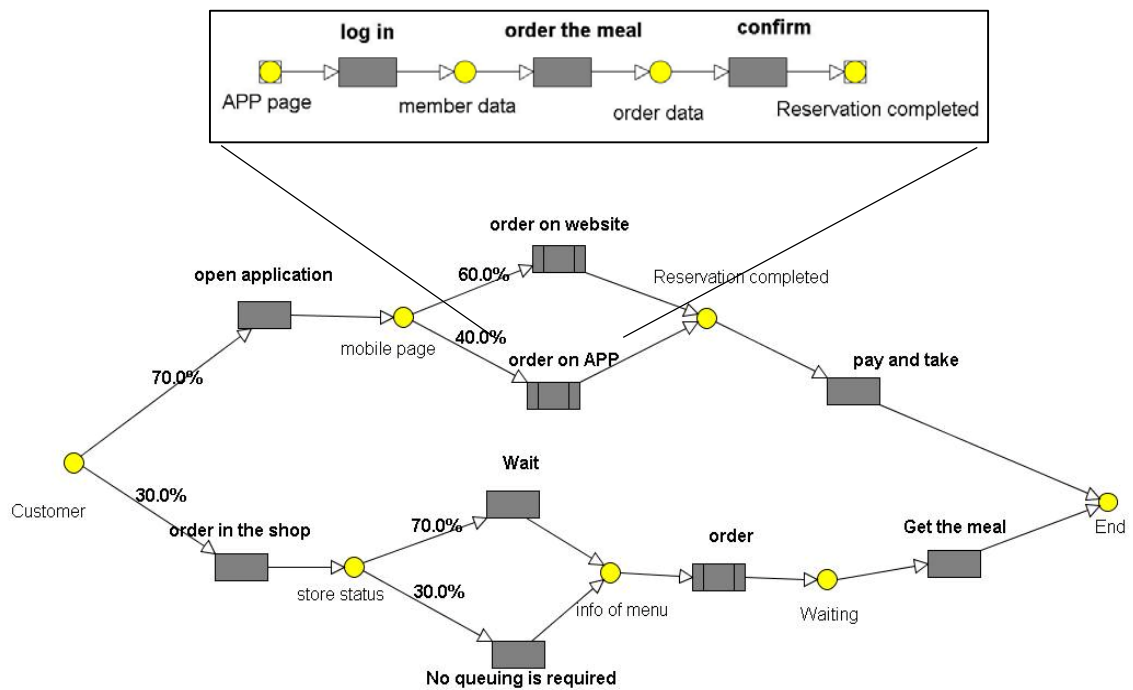 log in
order the meal
confirm
APP page
member data
order data
Reservation completed
order on website
60.0%
Reservation completed
open application
40.0%
mobile page
order on APP
pay and take
70.0%
Wait
Customer
30.0%
order in the shop
70.0%
order
Get the meal
End
store status
30.0%
info of menu
Waiting
No queuing is required